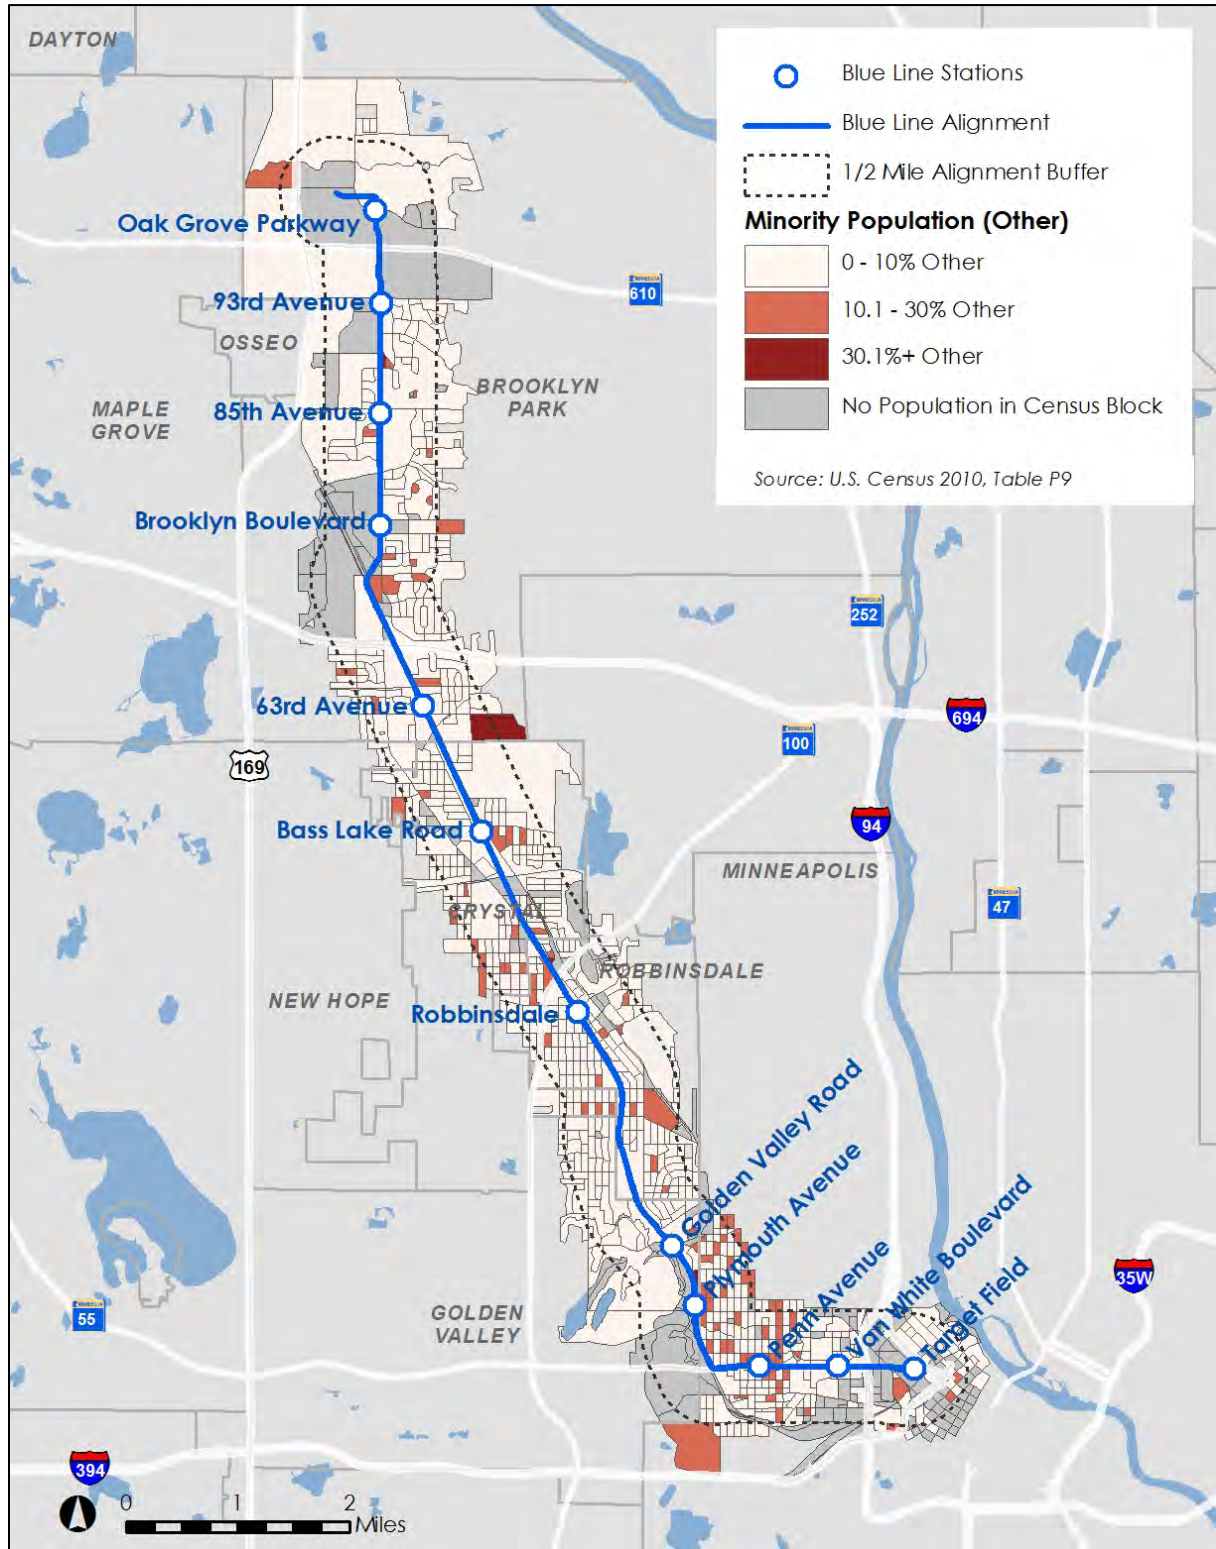 DAYTON
Blue Line Stations
Blue Line Alignment
1/2 Mile Alignment Buffer
Minority Population (Other)
0 - 10% Other
10.1 - 30% Other
30.1%+ Other
No Population in Census Block
Source: U.S. Census 2010, Table P9
Oak Grove Parkway
610
93rd Avenue
OSSEO
BROOKLYN
PARK
MAPLE
GROVE
85th Avenue
Brooklyn Boulevard
252
63rd Avenue
694
100
169
Bass Lake Road
94
MINNEAPOLIS
47
CRYSTAL
ROBBINSDALE
NEW HOPE
Robbinsdale
Golden Valley Road
Plymouth Avenue
Penn Avenue
Van White Boulevard
Target Field
35W
55
GOLDEN
VALLEY
394
0 1 2
Miles